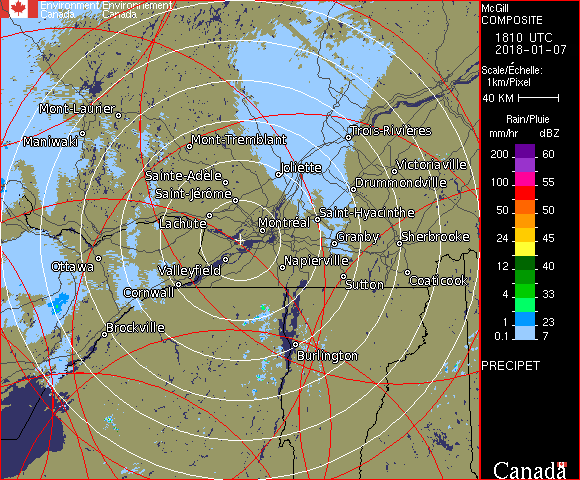 Environment/Environnement
Canada Canada
McGill
COMPOSITE
1810 UTC
2018-01-07
Scale/Échelle:
1km/Pixel
40 KM
Rain/Pluie
mm/hr dBZ
200 60
100 55
50 50
24 45
12 40
4 33
1 23
0.1 7
PRECIPET
Canada
Mont-Laurier
Maniwaki
Mont-Tremblant
Trois-Rivières
Joliette
Victoriaville
Sainte-Adèle
Drummondville
Saint-Jérôme
Saint-Hyacinthe
Lachute
Montréal
Granby
Sherbrooke
Ottawa
Valleyfield
Napierville
Cornwall
Sutton
Coaticook
Brockville
Burlington